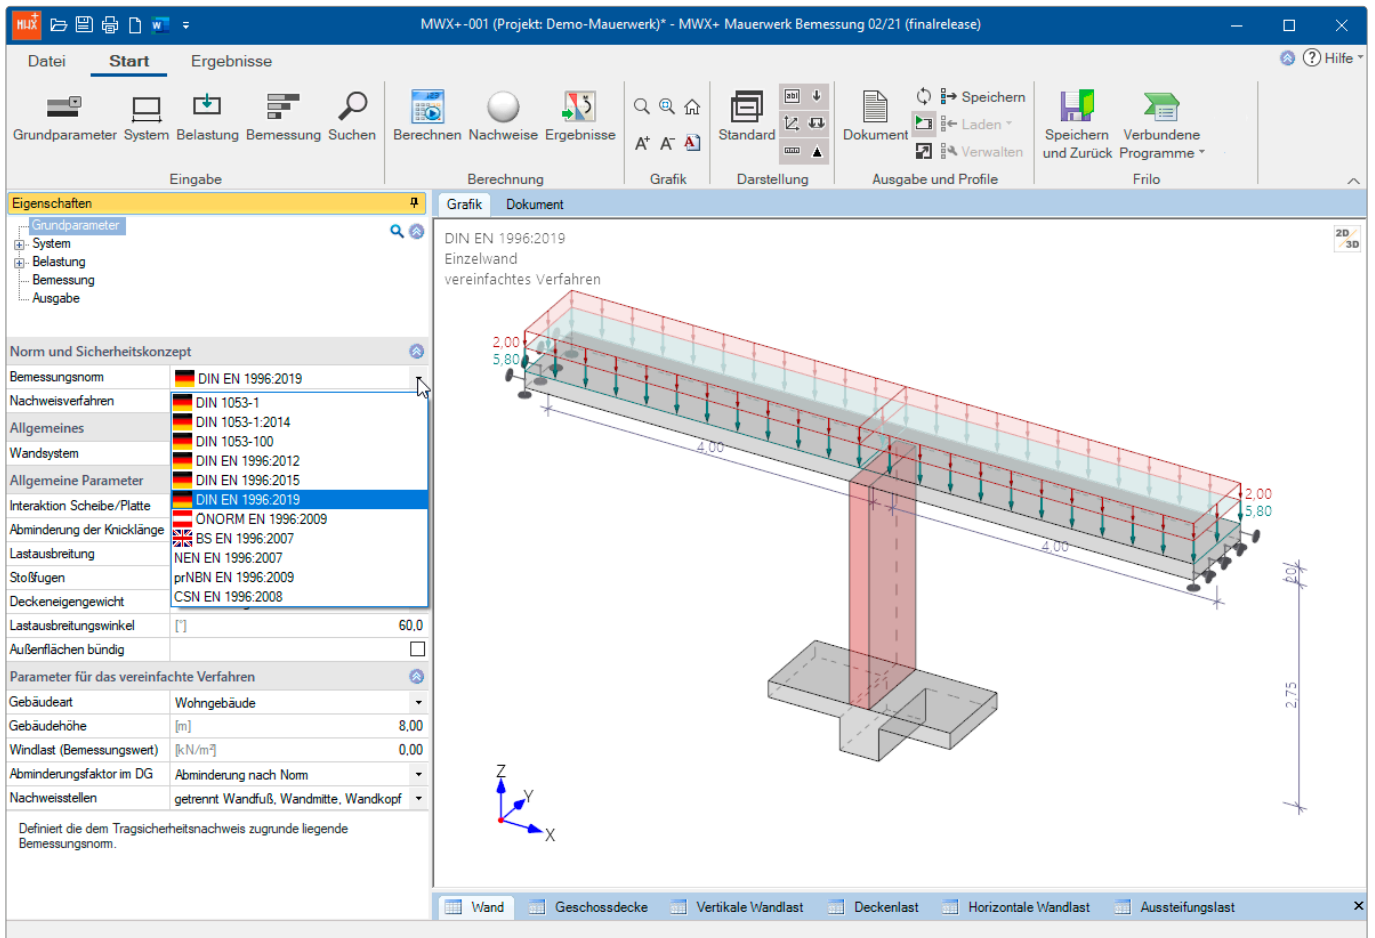 MWX+
MWX+-001 (Projekt: Demo-Mauerwerk)* - MWX+ Mauerwerk Bemessung 02/21 (finalrelease)
Datei Start Ergebnisse
Hilfe
Grundparameter System Belastung Bemessung Suchen
Berechnen Nachweise Ergebnisse
Standard
Dokument
Speichern
Laden
Verwalten
Speichern und Zurück
Verbundene Programme
Eingabe Berechnung Grafik Darstellung Ausgabe und Profile Frilo
Eigenschaften
Grundparameter
System
Belastung
Bemessung
Ausgabe
Norm und Sicherheitskonzept
Bemessungsnorm DIN EN 1996:2019
Nachweisverfahren
Allgemeines
Wandsystem
Allgemeine Parameter
Interaktion Scheibe/Platte
Abminderung der Knicklänge
Lastausbreitung
Stoßfugen
Deckeneigengewicht
DIN 1053-1
DIN 1053-1:2014
DIN 1053-100
DIN EN 1996:2012
DIN EN 1996:2015
DIN EN 1996:2019
ÖNORM EN 1996:2009
BS EN 1996:2007
NEN EN 1996:2007
prNBN EN 1996:2009
CSN EN 1996:2008
Lastausbreitungswinkel [°] 60,0
Außenflächen bündig
Parameter für das vereinfachte Verfahren
Gebäudeart Wohngebäude
Gebäudehöhe [m] 8,00
Windlast (Bemessungswert) [kN/m²] 0,00
Abminderungsfaktor im DG Abminderung nach Norm
Nachweisstellen getrennt Wandfuß, Wandmitte, Wandkopf
Definiert die dem Tragsicherheitsnachweis zugrunde liegende
Bemessungsnorm.
Grafik Dokument
DIN EN 1996:2019
Einzelwand
vereinfachtes Verfahren
2D/3D
2,00
5,80
4,00
2,00
5,80
4,00
20
2,75
Z
Y
X
Wand Geschossdecke Vertikale Wandlast Deckenlast Horizontale Wandlast Aussteifungslast